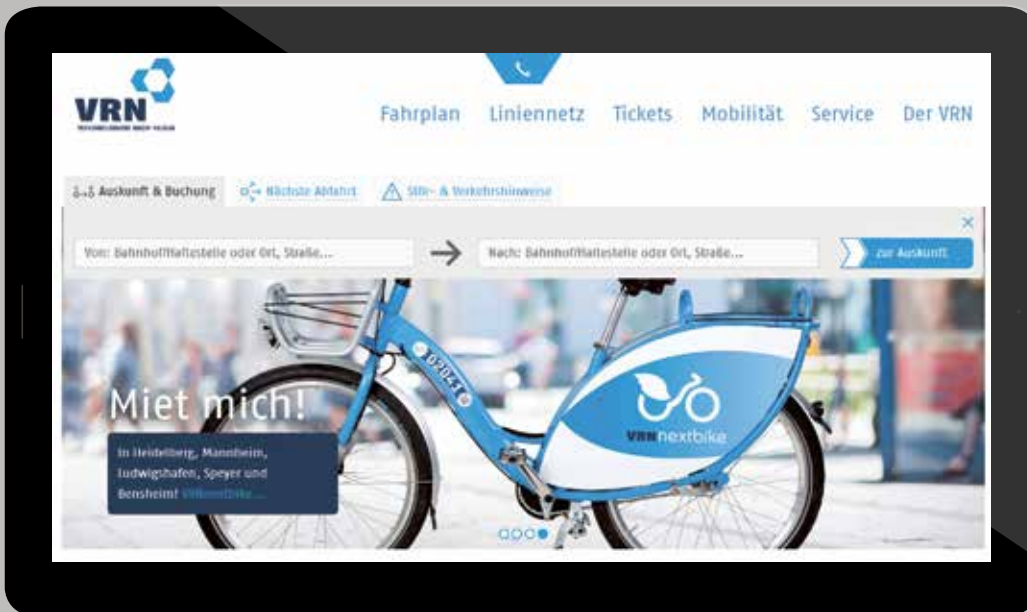 VRN
Fahrplan Liniennetz Tickets Mobilität Service Der VRN
Auskunft & Buchung Nächste Abfahrt Stör- & Verkehrshinweise
Von: Bahnhof/Haltestelle oder Ort, Straße... Nach: Bahnhof/Haltestelle oder Ort, Straße... zur Auskunft
02041
Miet mich!
VRNnextbike
In Heidelberg, Mannheim,
Ludwigshafen, Speyer und
Bensheim! VRNnextbike...